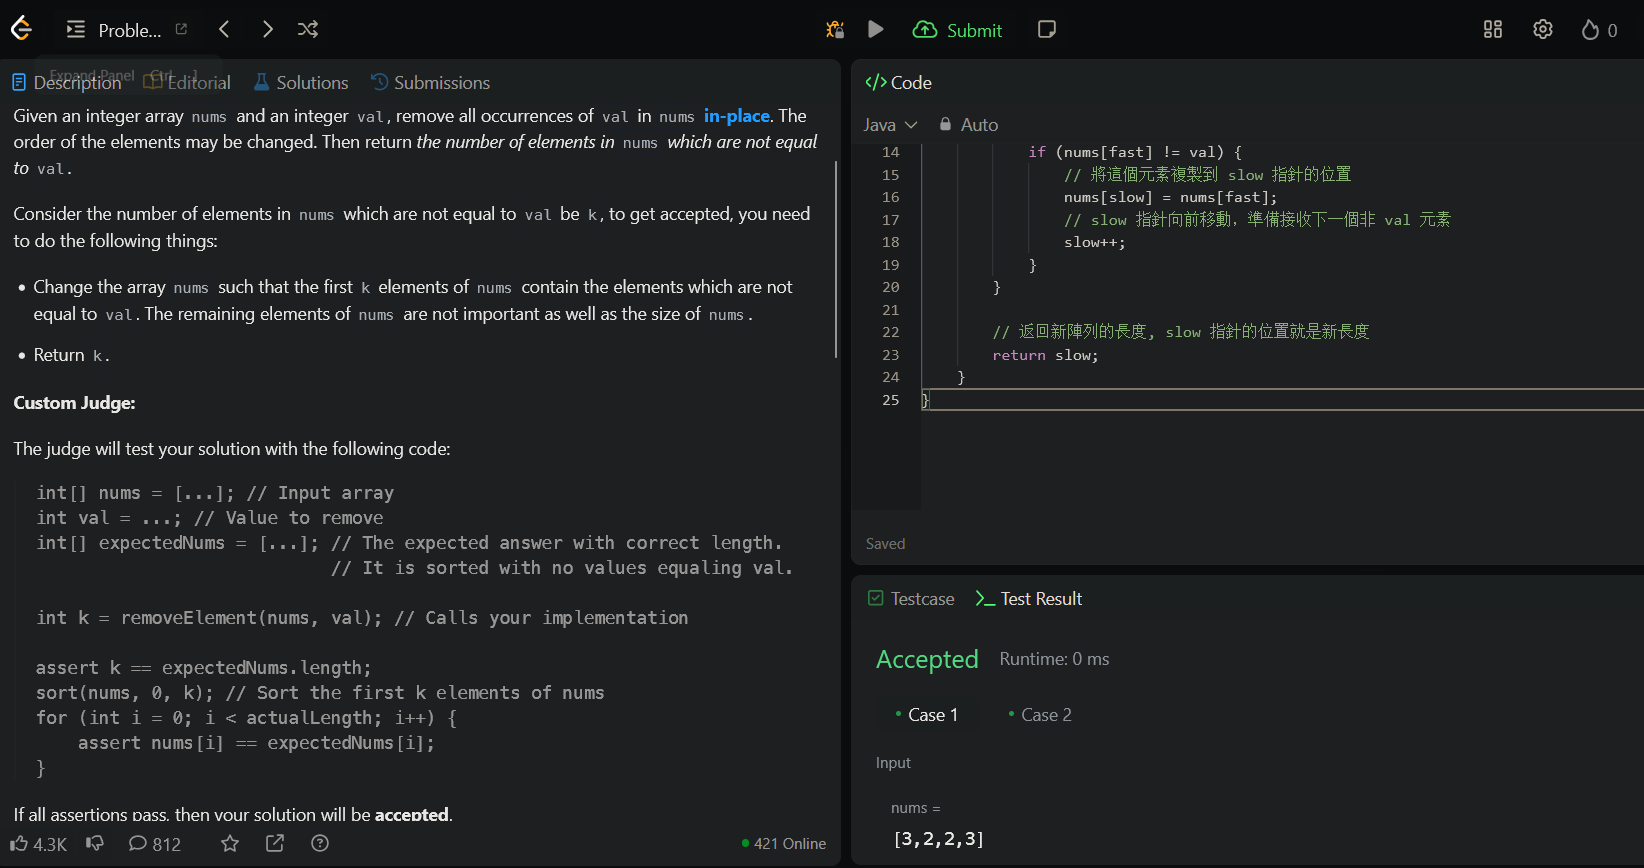 Proble...
Submit
0
Expand Panel Ctrl ]
Description
Editorial
Solutions
Submissions
Given an integer array nums and an integer val, remove all occurrences of val in nums in-place. The
order of the elements may be changed. Then return the number of elements in nums which are not equal
to val.
Consider the number of elements in nums which are not equal to val be k, to get accepted, you need
to do the following things:
• Change the array nums such that the first k elements of nums contain the elements which are not
equal to val. The remaining elements of nums are not important as well as the size of nums.
• Return k.
Custom Judge:
The judge will test your solution with the following code:
int[] nums = [...]; // Input array
int val = ...; // Value to remove
int[] expectedNums = [...]; // The expected answer with correct length.
// It is sorted with no values equaling val.
int k = removeElement(nums, val); // Calls your implementation
assert k == expectedNums.length;
sort(nums, 0, k); // Sort the first k elements of nums
for (int i = 0; i < actualLength; i++) {
assert nums[i] == expectedNums[i];
}
If all assertions pass, then your solution will be accepted.
4.3K
812
421 Online
</> Code
Java
Auto
14 if (nums[fast] != val) {
15 // 將這個元素複製到 slow 指針的位置
16 nums[slow] = nums[fast];
17 // slow 指針向前移動，準備接收下一個非 val 元素
18 slow++;
19 }
20 }
21
22 // 返回新陣列的長度, slow 指針的位置就是新長度
23 return slow;
24 }
25 }
Saved
Testcase
>_ Test Result
Accepted
Runtime: 0 ms
• Case 1
• Case 2
Input
nums =
[3,2,2,3]